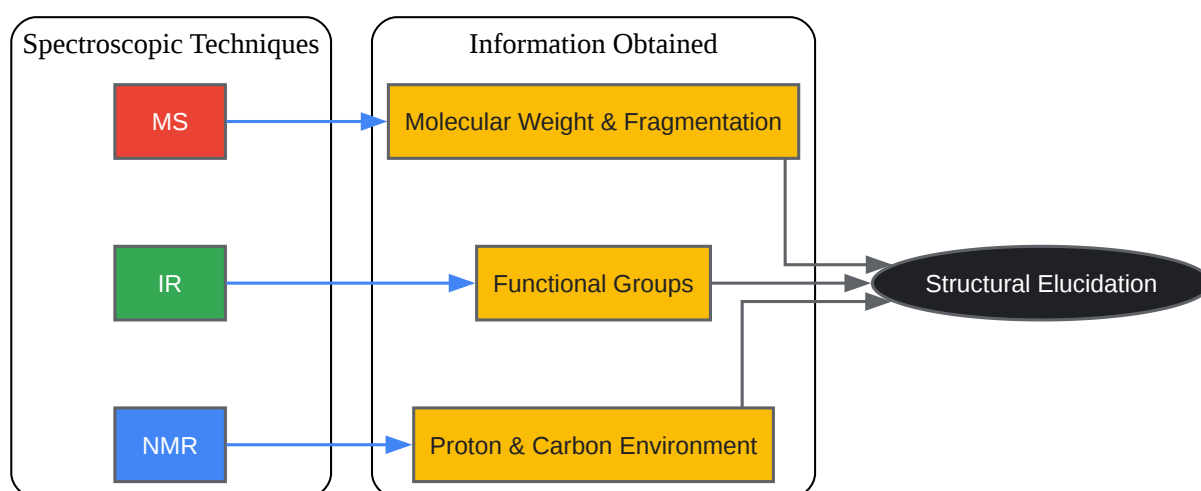 Spectroscopic Techniques
Information Obtained
MS
Molecular Weight & Fragmentation
IR
Functional Groups
Structural Elucidation
NMR
Proton & Carbon Environment